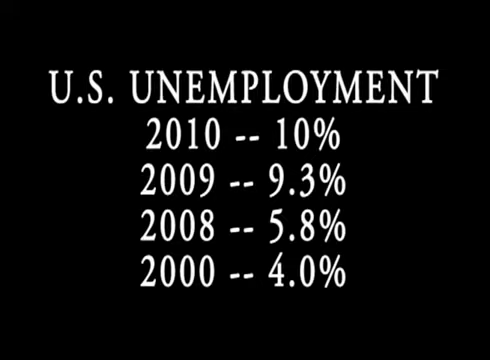 U.S. UNEMPLOYMENT
2010 -- 10%
2009 -- 9.3%
2008 -- 5.8%
2000 -- 4.0%